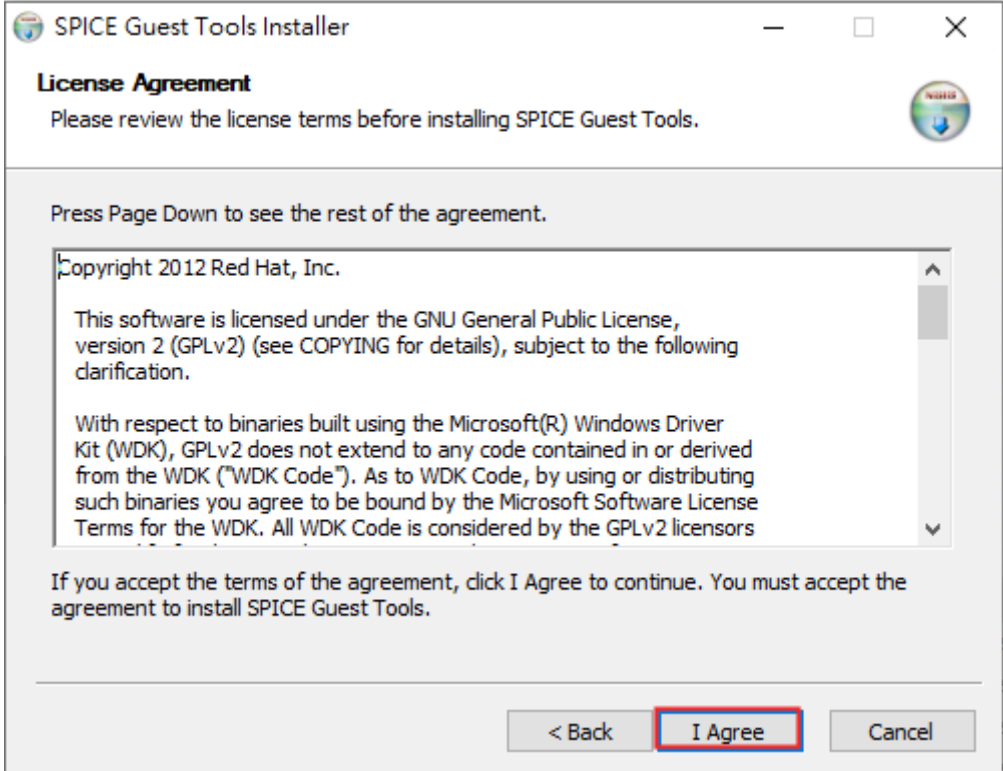 SPICE Guest Tools Installer
License Agreement
Please review the license terms before installing SPICE Guest Tools.
Press Page Down to see the rest of the agreement.
Copyright 2012 Red Hat, Inc.
This software is licensed under the GNU General Public License,
version 2 (GPLv2) (see COPYING for details), subject to the following
clarification.
With respect to binaries built using the Microsoft(R) Windows Driver
Kit (WDK), GPLv2 does not extend to any code contained in or derived
from the WDK ("WDK Code"). As to WDK Code, by using or distributing
such binaries you agree to be bound by the Microsoft Software License
Terms for the WDK. All WDK Code is considered by the GPLv2 licensors
If you accept the terms of the agreement, click I Agree to continue. You must accept the
agreement to install SPICE Guest Tools.
< Back
I Agree
Cancel